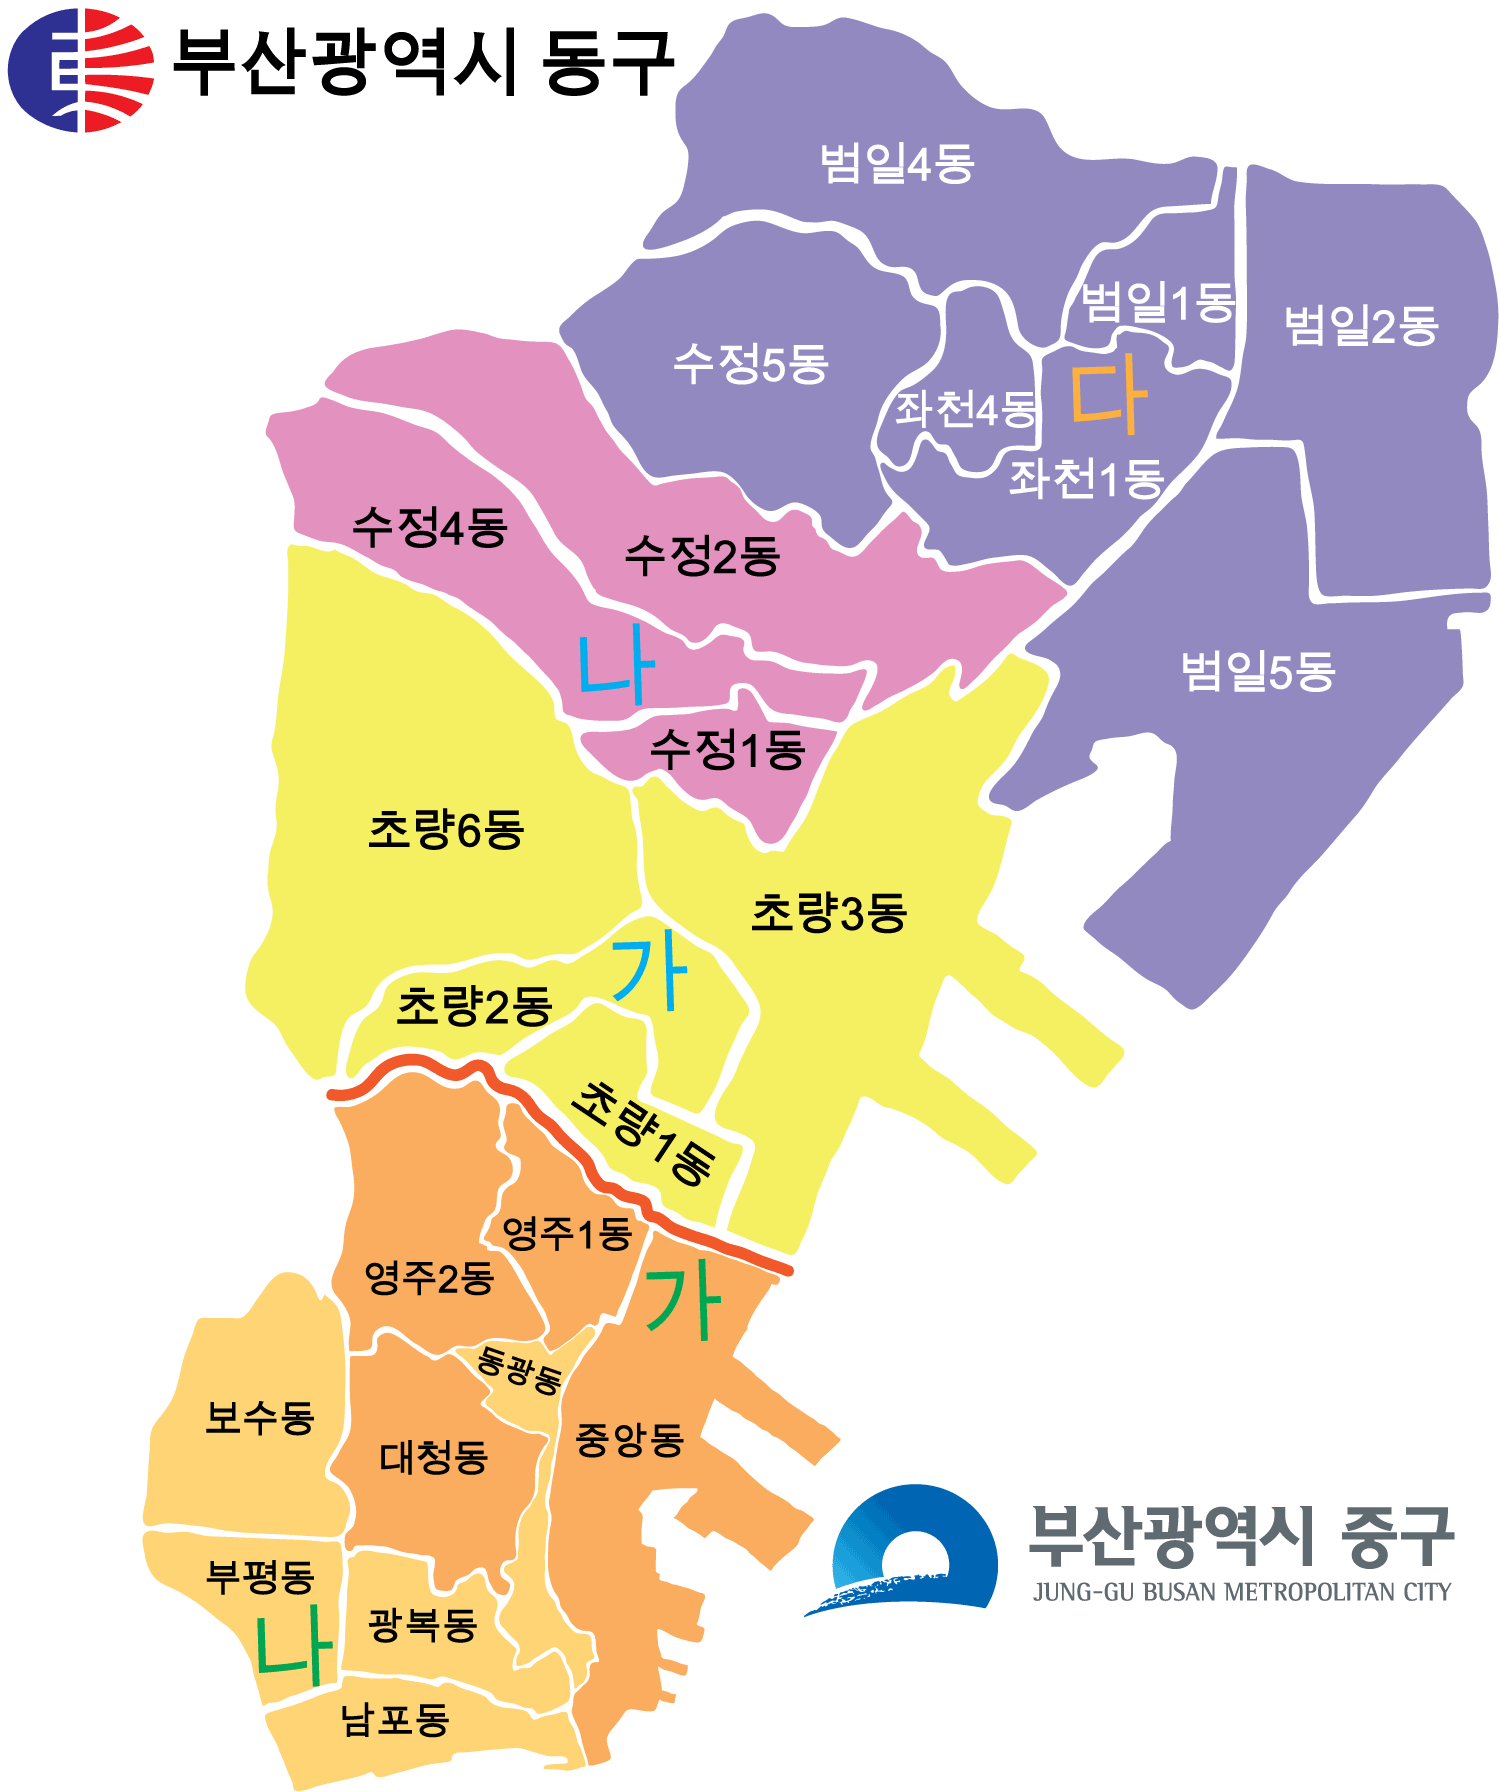 부산광역시 동구
범일4동
범일1동
범일2동
수정5동
다
좌천4동
좌천1동
수정4동
수정2동
범일5동
나
수정1동
초량6동
초량3동
가
초량2동
초량1동
영주1동
영주2동
가
동광동
보수동
중앙동
대청동
부산광역시 중구
JUNG-GU BUSAN METROPOLITAN CITY
부평동
나
광복동
남포동